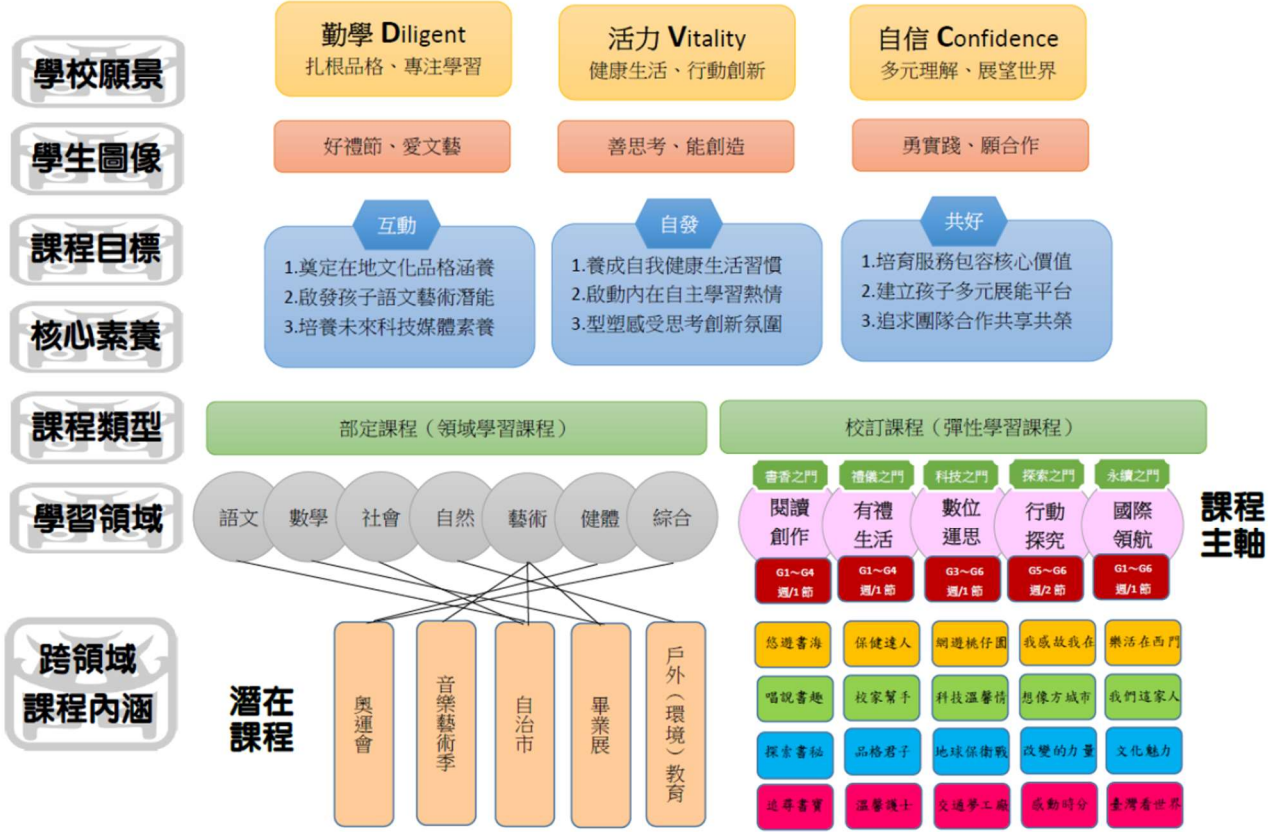 學校願景
勤學 Diligent
扎根品格、專注學習
活力 Vitality
健康生活、行動創新
自信 Confidence
多元理解、展望世界
學生圖像
好禮節、愛文藝
善思考、能創造
勇實踐、願合作
課程目標
核心素養
互動
1.奠定在地文化品格涵養
2.啟發孩子語文藝術潛能
3.培養未來科技媒體素養
自發
1.養成自我健康生活習慣
2.啟動內在自主學習熱情
3.型塑感受思考創新氛圍
共好
1.培育服務包容核心價值
2.建立孩子多元展能平台
3.追求團隊合作共享共榮
課程類型
部定課程（領域學習課程）
校訂課程（彈性學習課程）
學習領域
語文
數學
社會
自然
藝術
健體
綜合
書香之門
閱讀
創作
G1～G4
週/1 節
禮儀之門
有禮
生活
G1～G4
週/1 節
科技之門
數位
運思
G3～G6
週/1 節
探索之門
行動
探究
G5～G6
週/2 節
永續之門
國際
領航
G1～G6
週/1 節
課程
主軸
跨領域
課程內涵
潛在
課程
奧運會
音樂藝術季
自治市
畢業展
戶外（環境）教育
悠遊書海
保健達人
網遊桃仔園
我感故我在
樂活在西門
唱說書趣
校家幫手
科技溫馨情
想像方城市
我們這家人
探索書秘
品格君子
地球保衛戰
改變的力量
文化魅力
追尋書寶
溫馨護士
交通夢工廠
感動時分
臺灣看世界